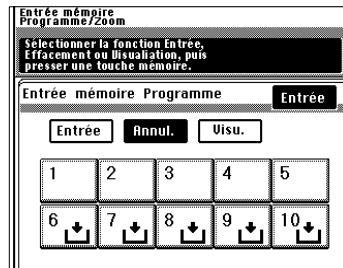 Entrée mémoire
Programme/Zoom
Sélectionner la fonction Entrée,
Effacement ou Uisualiation, puis
presser une touche mémoire.
Entrée mémoire Programme
Entrée
Entrée Annul. Visu.
1 2 3 4 5
6 7 8 9 10